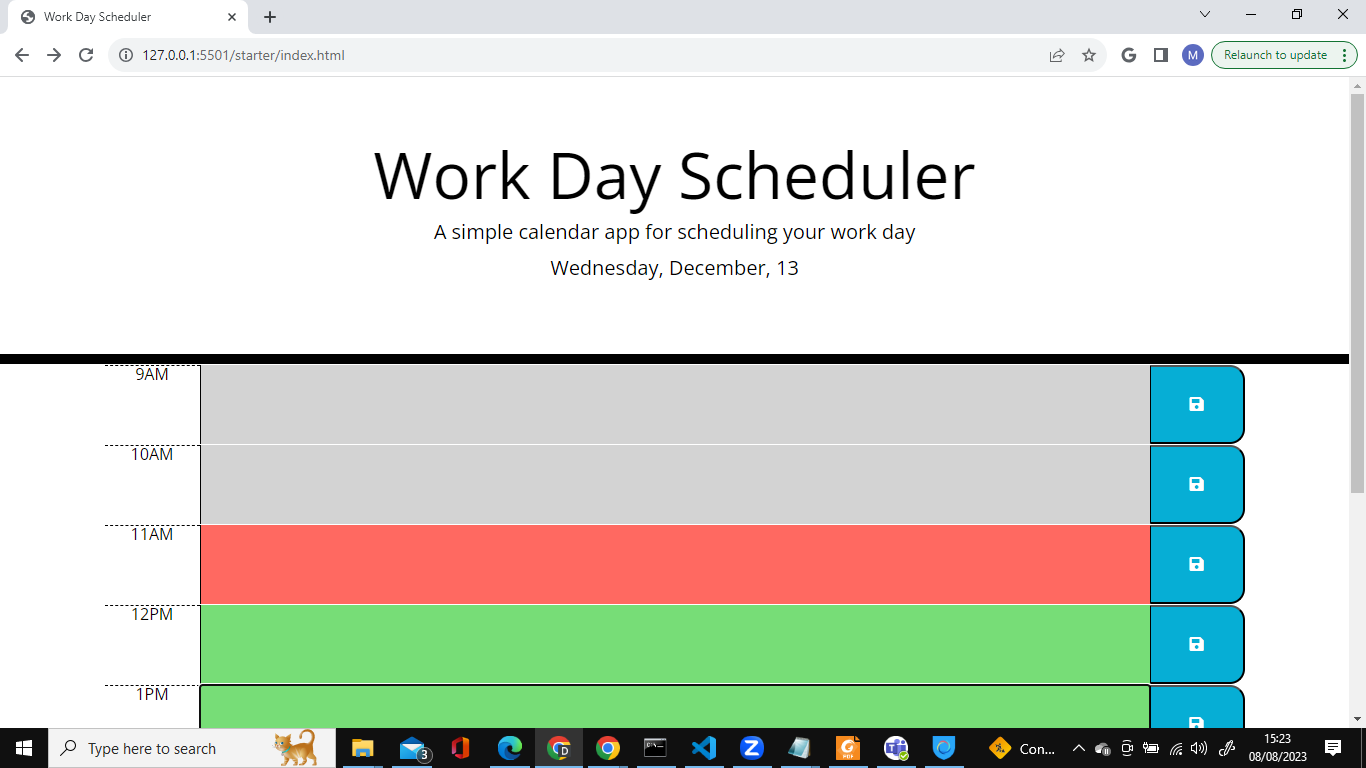 Work Day Scheduler
127.0.0.1:5501/starter/index.html
G
M
Relaunch to update
Work Day Scheduler
A simple calendar app for scheduling your work day
Wednesday, December, 13
9AM
10AM
11AM
12PM
1PM
Type here to search
3
D
Con...
15:23
08/08/2023